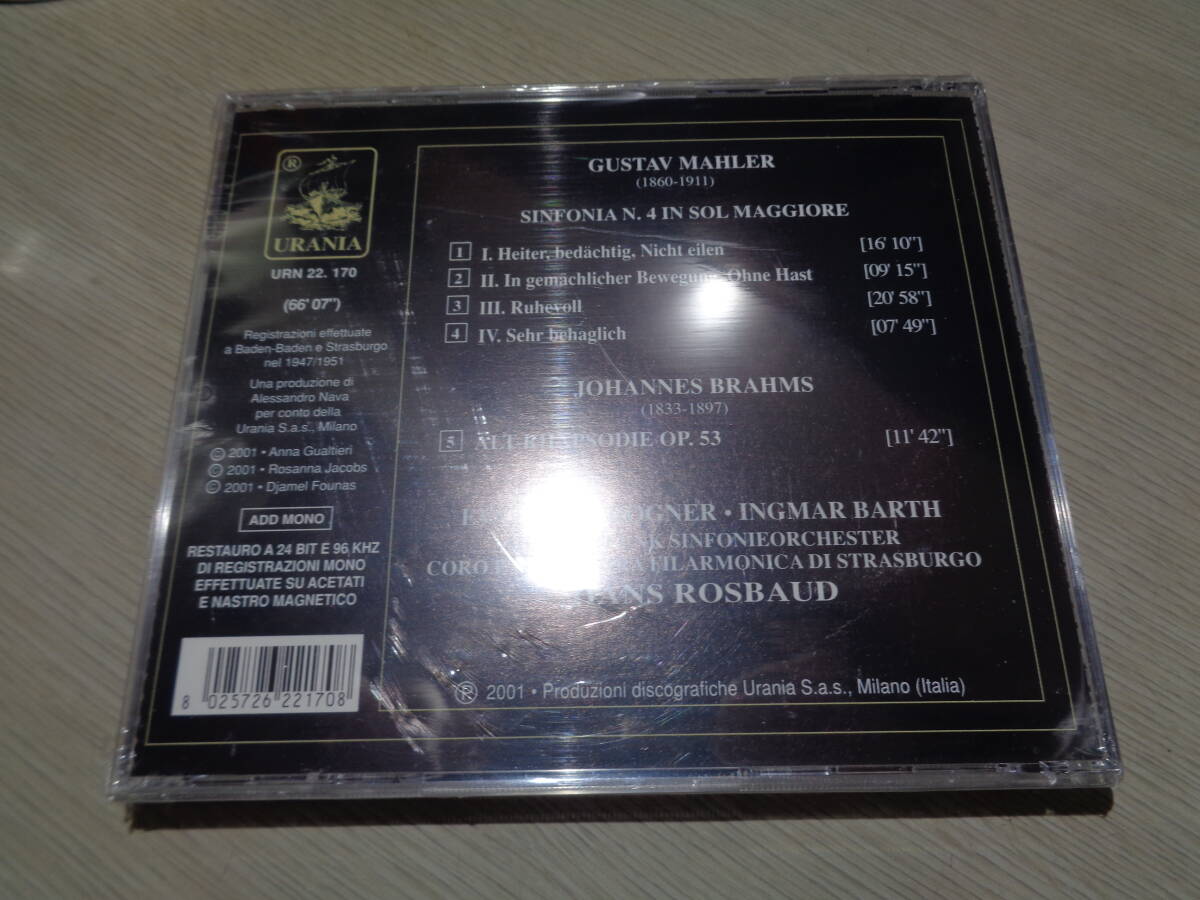 ®
URANIA
URN 22. 170
(66' 07")
Registrazioni effettuate
a Baden-Baden e Strasburgo
nel 1947/1951
Una produzione di
Alessandro Nava
per conto della
Urania S.a.s., Milano
© 2001 • Anna Gualtieri
© 2001 • Rosanna Jacobs
© 2001 • Djamel Founas
ADD MONO
RESTAURO A 24 BIT E 96 KHZ
DI REGISTRAZIONI MONO
EFFETTUATE SU ACETATI
E NASTRO MAGNETICO
8 025726 221708
GUSTAV MAHLER
(1860-1911)
SINFONIA N. 4 IN SOL MAGGIORE
1 I. Heiter, bedächtig, Nicht eilen [16' 10"]
2 II. In gemächlicher Bewegung, Ohne Hast [09' 15"]
3 III. Ruhevoll [20' 58"]
4 IV. Sehr behaglich [07' 49"]
JOHANNES BRAHMS
(1833-1897)
5 ALT RHAPSODIE OP. 53 [11' 42"]
• INGMAR BARTH
SINFONIEORCHESTER
CORO FILARMONICA DI STRASBURGO
HANS ROSBAUD
℗ 2001 • Produzioni discografiche Urania S.a.s., Milano (Italia)